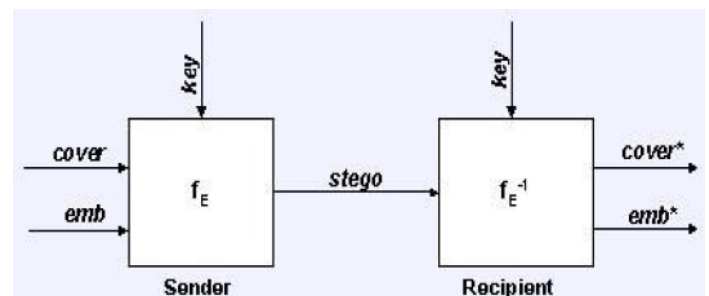 key key
cover cover*
f_E stego f_E^-1
emb emb*
Sender Recipient